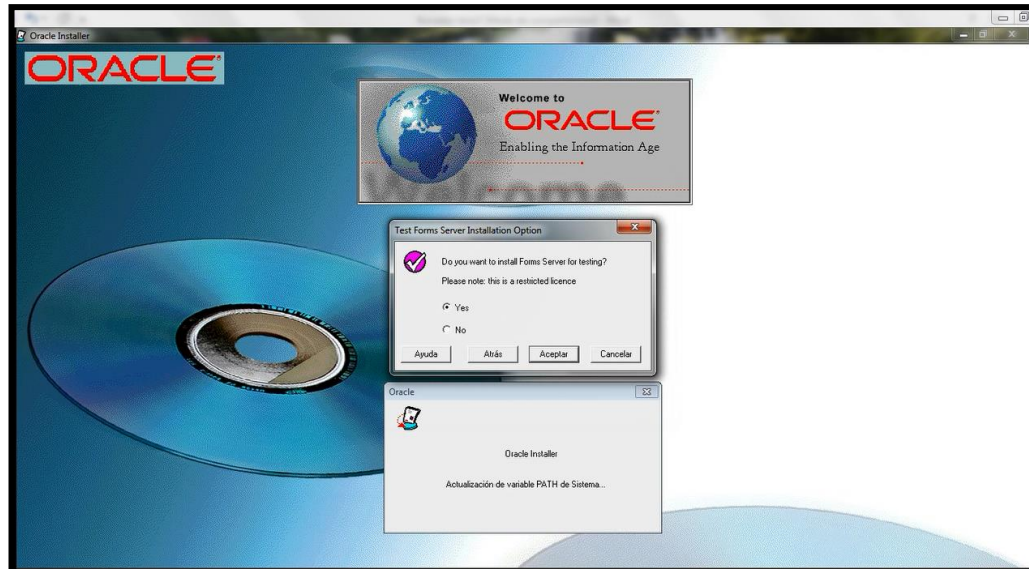 Oracle Installer
ORACLE
Welcome to
ORACLE
Enabling the Information Age
Welcome
Test Forms Server Installation Option
Do you want to install Forms Server for testing?
Please note: this is a restricted licence
Yes
No
Ayuda
Atrás
Aceptar
Cancelar
Oracle
Oracle Installer
Actualización de variable PATH de Sistema...